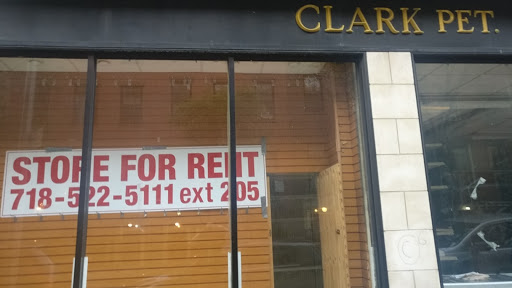 CLARK PET.
STORE FOR RENT
718-522-5111 ext 205